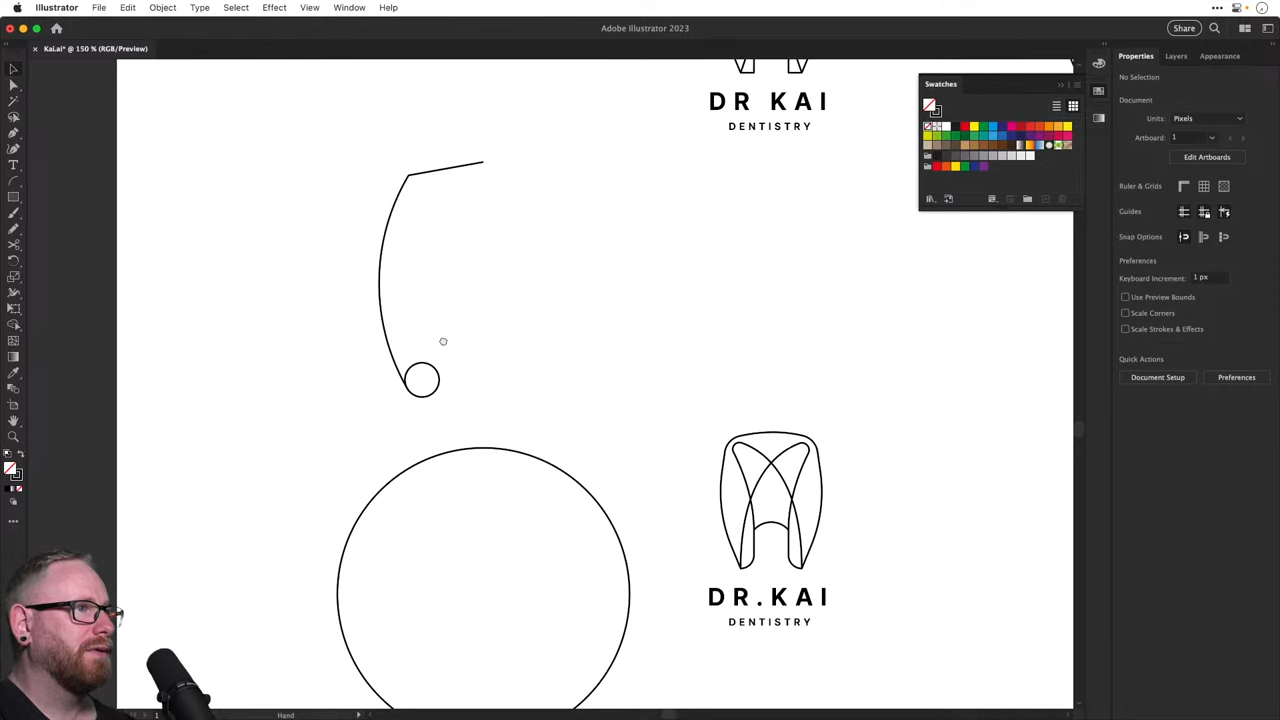 Illustrator File Edit Object Type Select Effect View Window Help
Adobe Illustrator 2023
Share
Kai.ai* @ 150 % (RGB/Preview)
Swatches
Properties Layers Appearance
No Selection
Document
Units: Pixels
Artboard: 1
Edit Artboards
Ruler & Grids
Guides
Snap Options
Preferences
Keyboard Increment: 1 px
Use Preview Bounds
Scale Corners
Scale Strokes & Effects
Quick Actions
Document Setup Preferences
DR KAI
DENTISTRY
DR.KAI
DENTISTRY
1 Hand